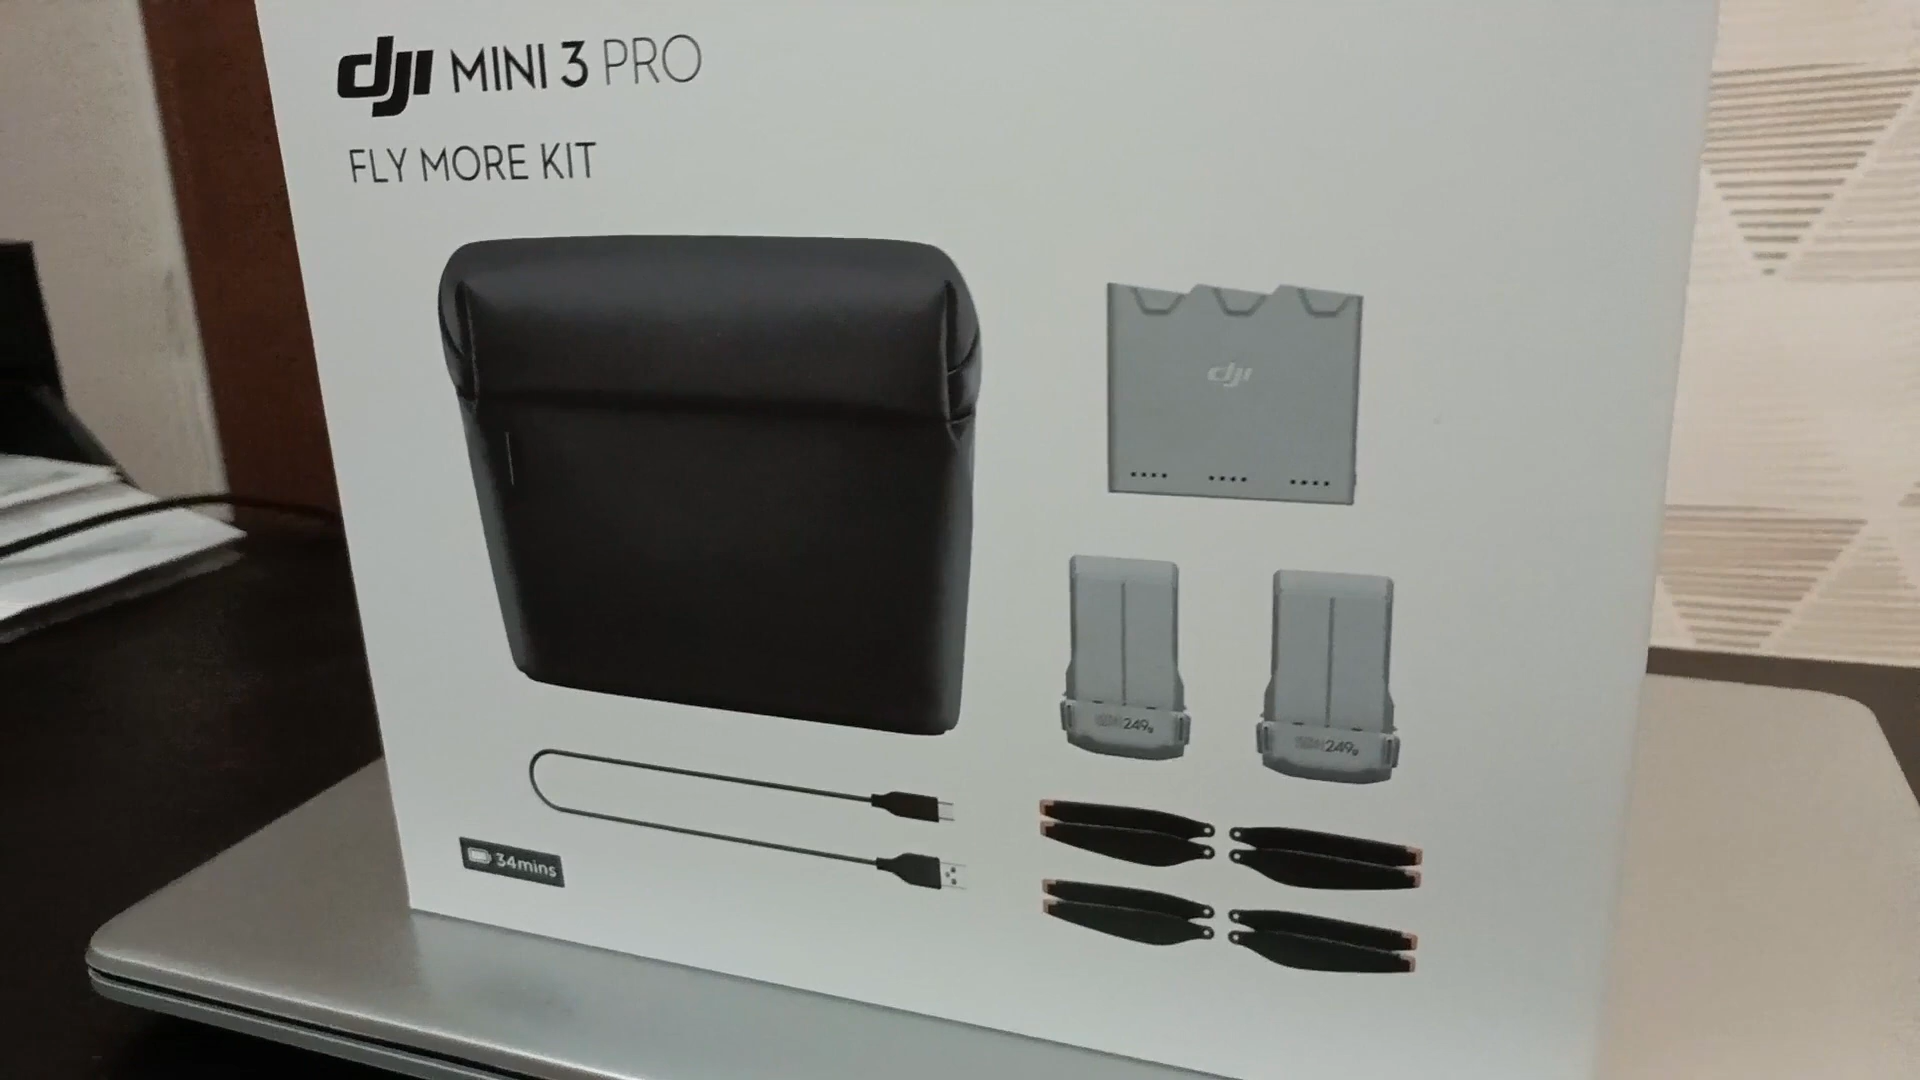 dji MINI 3 PRO
FLY MORE KIT
dji
249g
249g
34mins